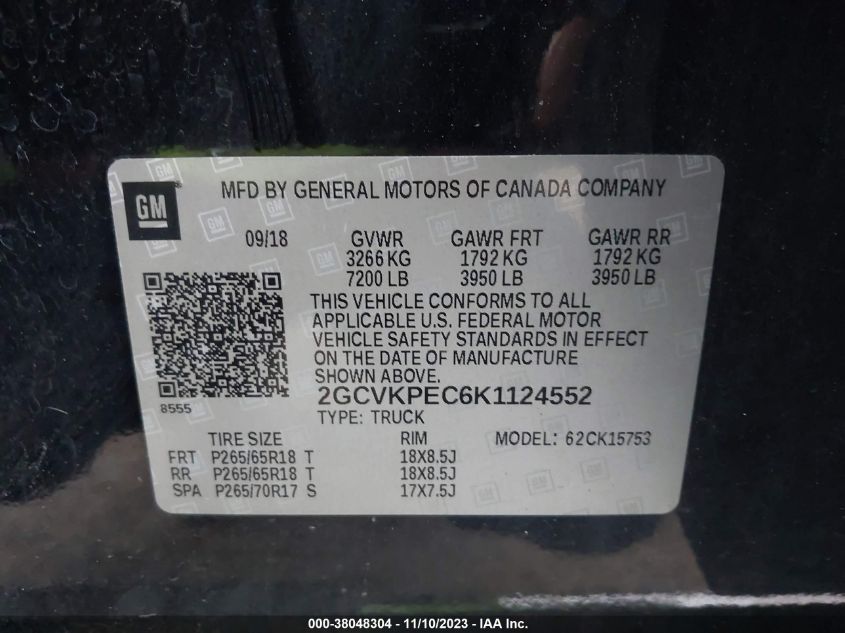 GM
MFD BY GENERAL MOTORS OF CANADA COMPANY
09/18 GVWR GAWR FRT GAWR RR
3266 KG 1792 KG 1792 KG
7200 LB 3950 LB 3950 LB
THIS VEHICLE CONFORMS TO ALL
APPLICABLE U.S. FEDERAL MOTOR
VEHICLE SAFETY STANDARDS IN EFFECT
ON THE DATE OF MANUFACTURE
SHOWN ABOVE.
8555
2GCVKPEC6K1124552
TYPE: TRUCK
TIRE SIZE RIM MODEL: 62CK15753
FRT P265/65R18 T 18X8.5J
RR P265/65R18 T 18X8.5J
SPA P265/70R17 S 17X7.5J
000-38048304 - 11/10/2023 - IAA Inc.